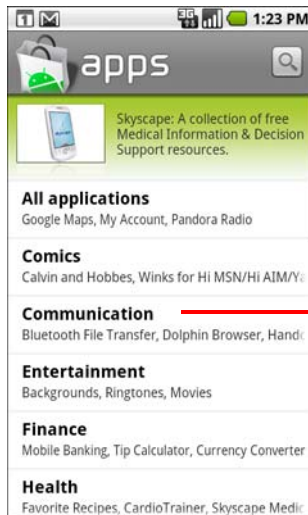 1:23 PM
apps
Skyscape: A collection of free
Medical Information & Decision
Support resources.
All applications
Google Maps, My Account, Pandora Radio
Comics
Calvin and Hobbes, Winks for Hi MSN/Hi AIM/Ya
Communication
Bluetooth File Transfer, Dolphin Browser, Handc
Entertainment
Backgrounds, Ringtones, Movies
Finance
Mobile Banking, Tip Calculator, Currency Converter
Health
Favorite Recipes, CardioTrainer, Skyscape Medic